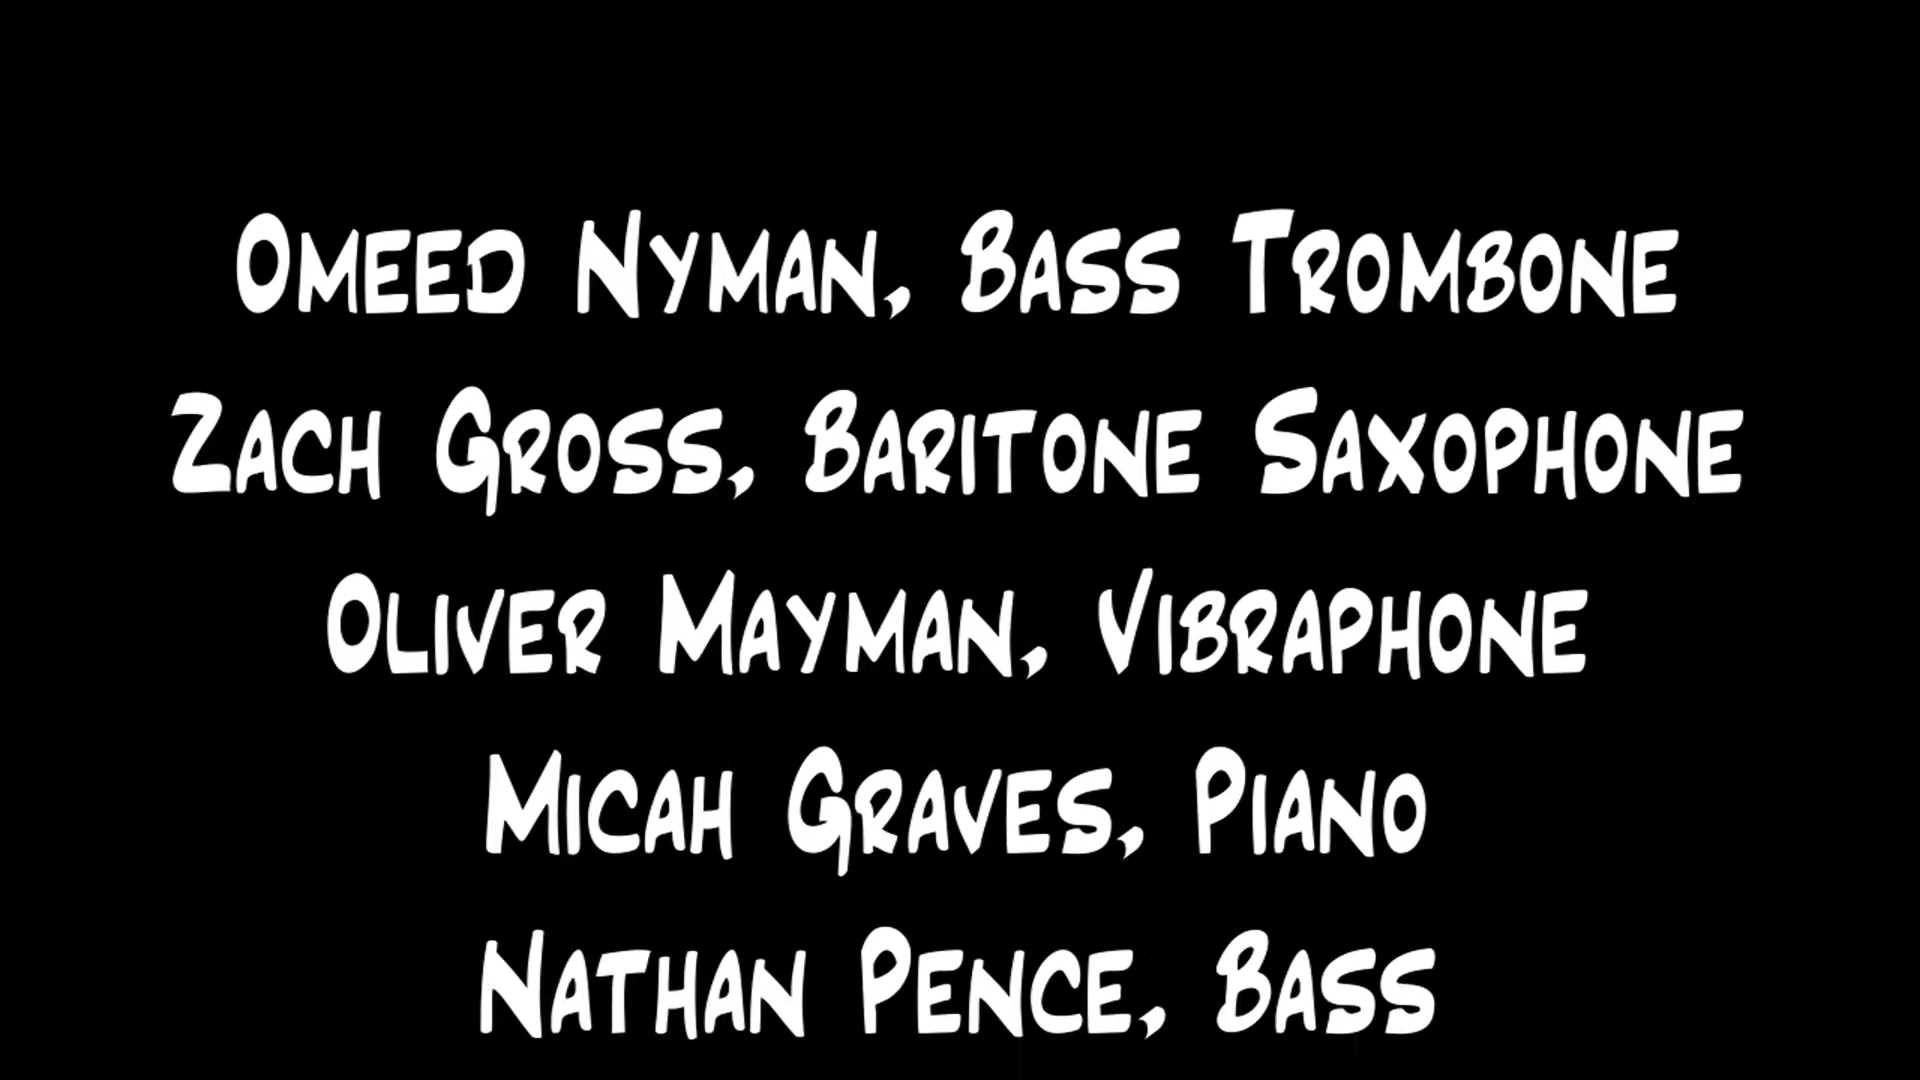 Omeed Nyman, Bass Trombone
Zach Gross, Baritone Saxophone
Oliver Mayman, Vibraphone
Micah Graves, Piano
Nathan Pence, Bass